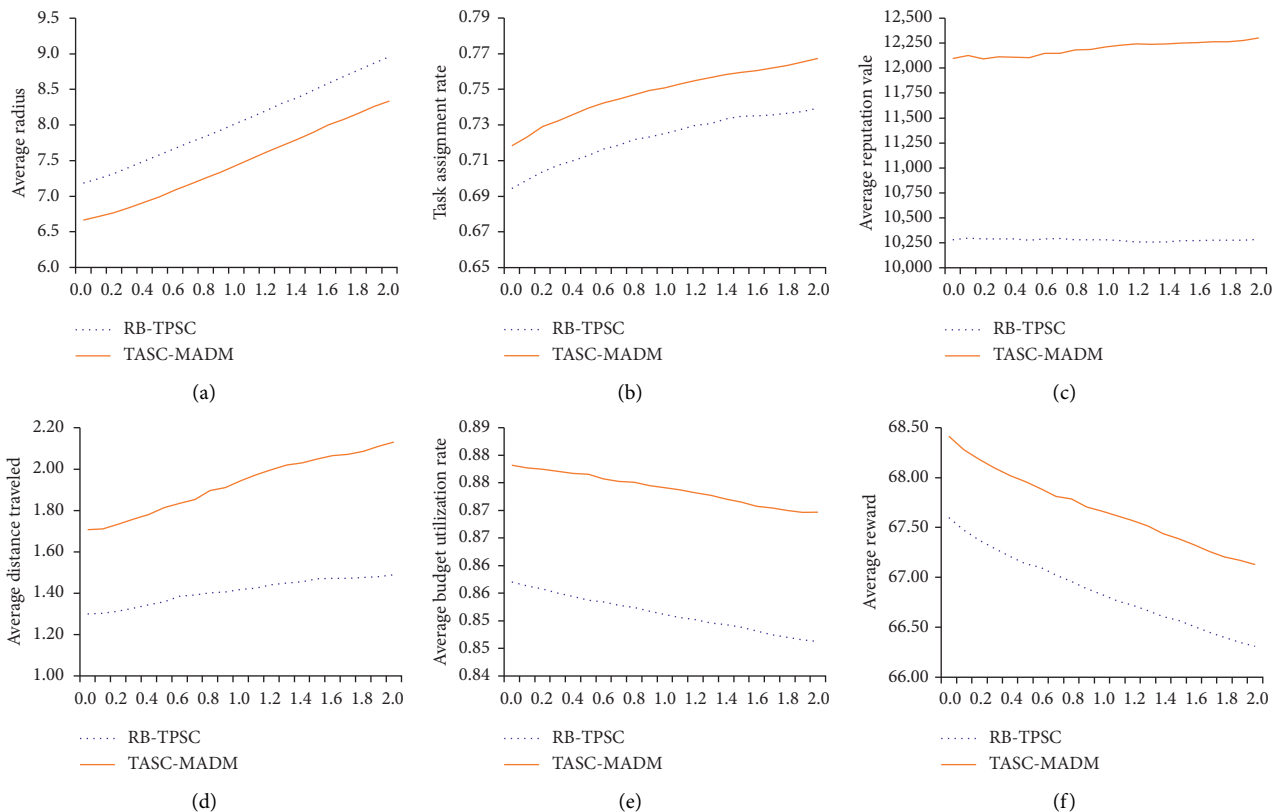 Average radius
9.5
9.0
8.5
8.0
7.5
7.0
6.5
6.0
0.0 0.2 0.4 0.6 0.8 1.0 1.2 1.4 1.6 1.8 2.0
RB-TPSC
TASC-MADM
(a)
Task assignment rate
0.79
0.77
0.75
0.73
0.71
0.69
0.67
0.65
0.0 0.2 0.4 0.6 0.8 1.0 1.2 1.4 1.6 1.8 2.0
RB-TPSC
TASC-MADM
(b)
Average reputation vale
12,500
12,250
12,000
11,750
11,500
11,250
11,000
10,750
10,500
10,250
10,000
0.0 0.2 0.4 0.6 0.8 1.0 1.2 1.4 1.6 1.8 2.0
RB-TPSC
TASC-MADM
(c)
Average distance traveled
2.20
2.00
1.80
1.60
1.40
1.20
1.00
0.0 0.2 0.4 0.6 0.8 1.0 1.2 1.4 1.6 1.8 2.0
RB-TPSC
TASC-MADM
(d)
Average budget utilization rate
0.89
0.88
0.88
0.87
0.87
0.86
0.86
0.85
0.85
0.84
0.0 0.2 0.4 0.6 0.8 1.0 1.2 1.4 1.6 1.8 2.0
RB-TPSC
TASC-MADM
(e)
Average reward
68.50
68.00
67.50
67.00
66.50
66.00
0.0 0.2 0.4 0.6 0.8 1.0 1.2 1.4 1.6 1.8 2.0
RB-TPSC
TASC-MADM
(f)